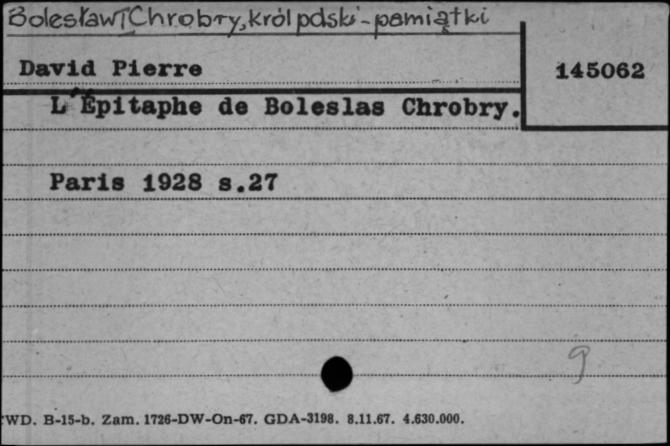 Bolesław I Chrobry, król polski - pamiątki
David Pierre
145062
L'Épitaphe de Boleslas Chrobry.
Paris 1928 s.27
9
WD. B-15-b. Zam. 1726-DW-On-67. GDA-3198. 8.11.67. 4.630.000.